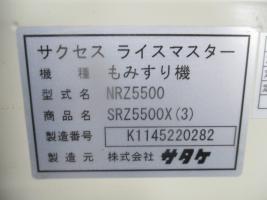 サクセス ライスマスター
機 種 もみすり機
型式名 NRZ5500
商品名 SRZ5500X(3)
製造番号 K1145220282
製造元 株式会社 サタケ